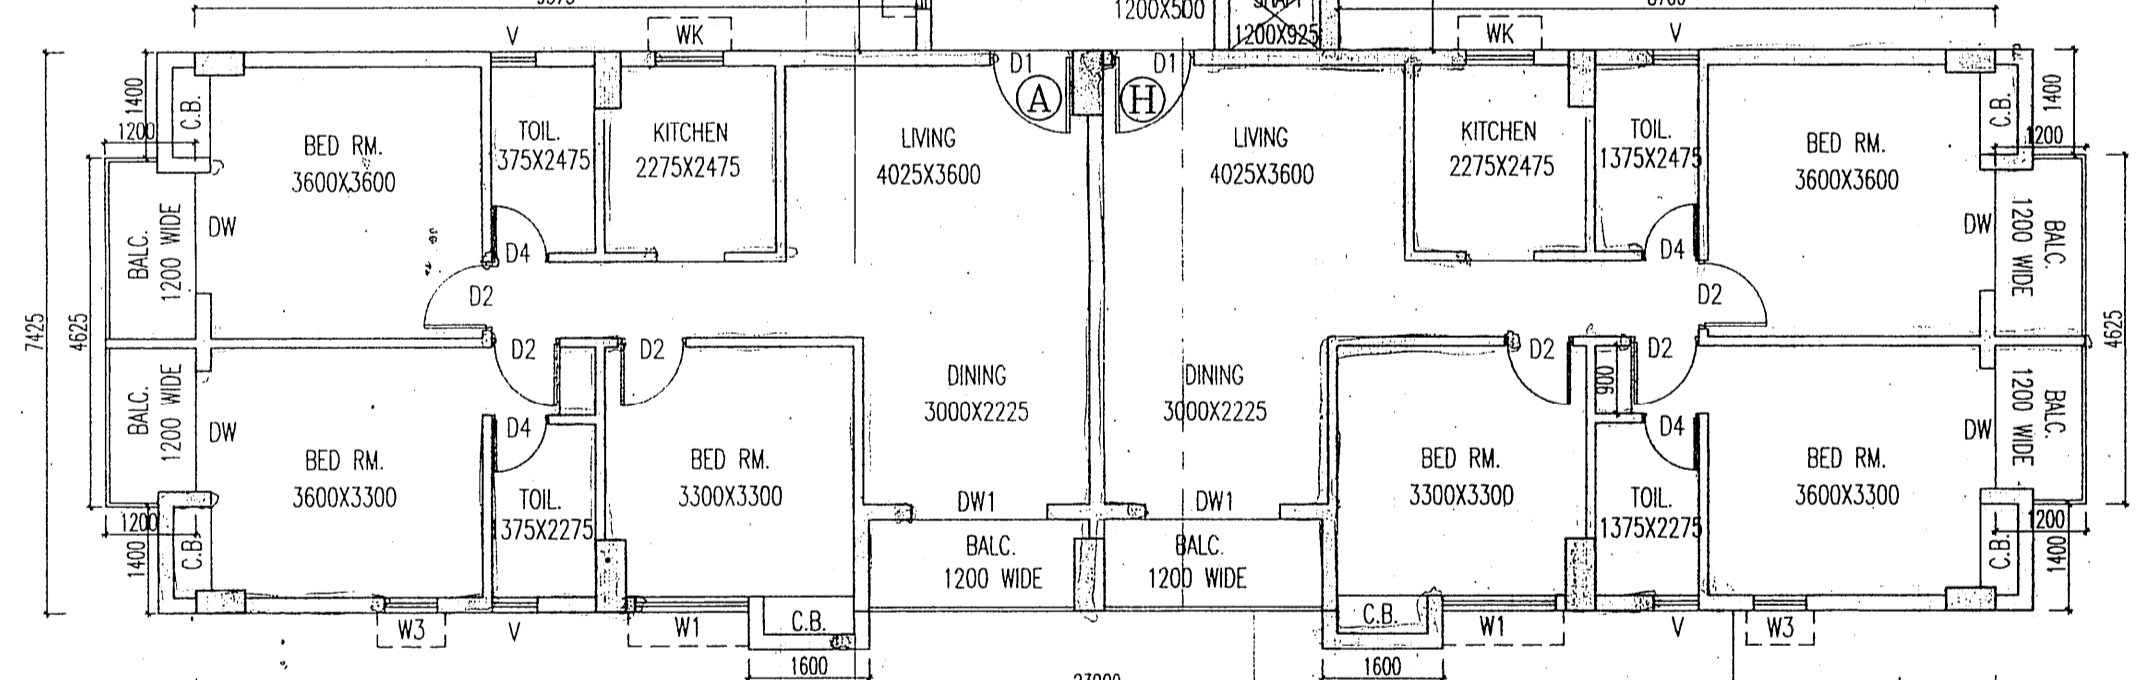 1200X500
1200X925
V
WK
WK
V
D1
D1
A
H
1400
C.B.
1200
BED RM.
3600X3600
TOIL.
1375X2475
KITCHEN
2275X2475
LIVING
4025X3600
LIVING
4025X3600
KITCHEN
2275X2475
TOIL.
1375X2475
BED RM.
3600X3600
C.B.
1400
1200
DW
BALC.
1200 WIDE
D4
D2
D4
D2
DW
1200 WIDE
BALC.
7425
4625
D2
D2
D2
D2
900
4625
BALC.
1200 WIDE
DW
D4
DINING
3000X2225
DINING
3000X2225
D4
DW
1200 WIDE
BALC.
BED RM.
3600X3300
TOIL.
1375X2275
BED RM.
3300X3300
DW1
DW1
BED RM.
3300X3300
TOIL.
1375X2275
BED RM.
3600X3300
1200
1400
C.B.
BALC.
1200 WIDE
BALC.
1200 WIDE
1200
1400
C.B.
W3
V
W1
C.B.
C.B.
W1
V
W3
1600
1600